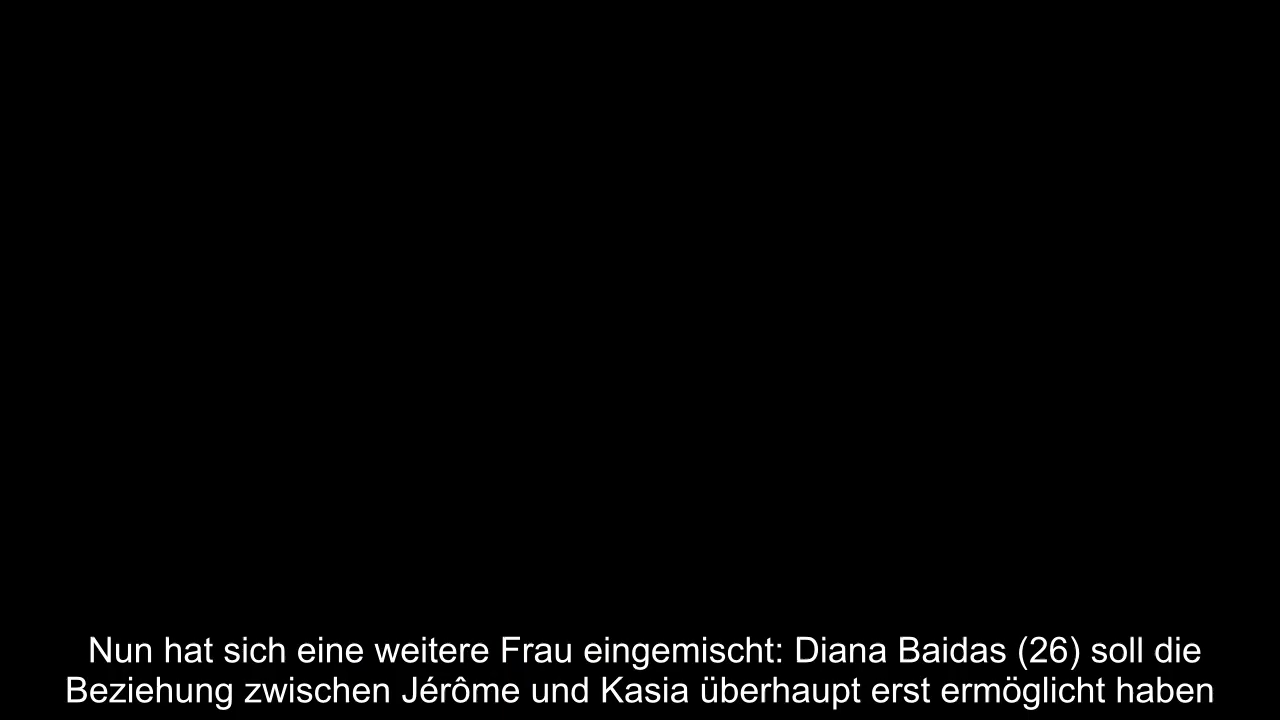 Nun hat sich eine weitere Frau eingemischt: Diana Baidas (26) soll die
Beziehung zwischen Jérôme und Kasia überhaupt erst ermöglicht haben